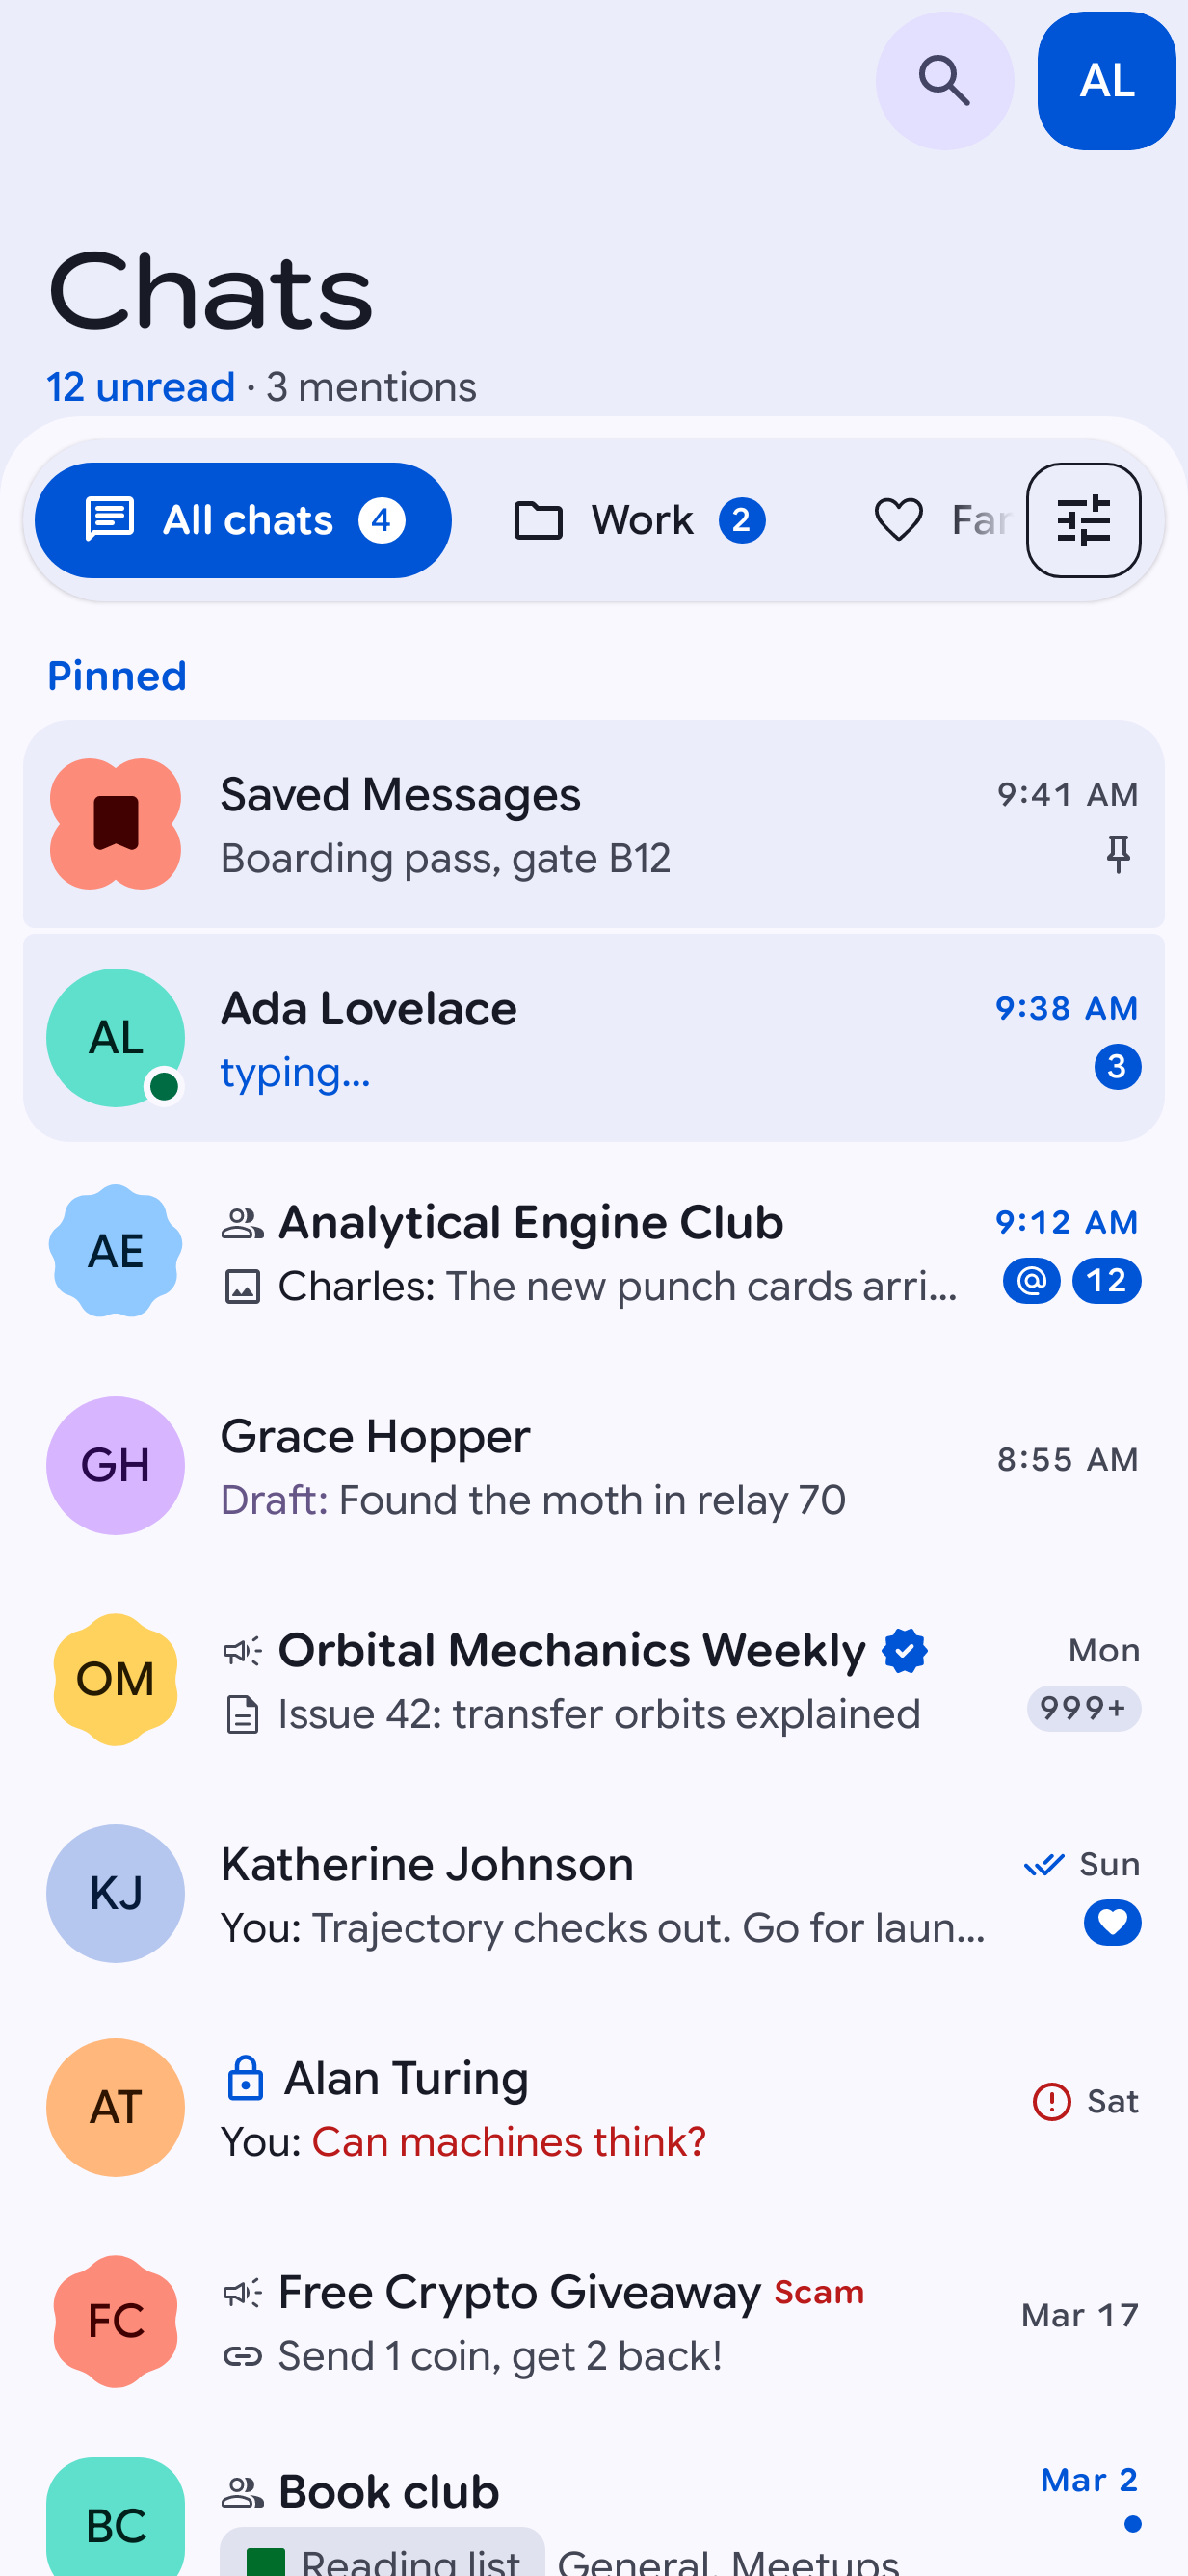 AL
Chats
12 unread · 3 mentions
All chats 4
Work 2
Pinned
Saved Messages
9:41 AM
Boarding pass, gate B12
AL
Ada Lovelace
9:38 AM
typing...
3
AE
Analytical Engine Club
9:12 AM
Charles: The new punch cards arri...
@ 12
GH
Grace Hopper
8:55 AM
Draft: Found the moth in relay 70
OM
Orbital Mechanics Weekly
Mon
Issue 42: transfer orbits explained
999+
KJ
Katherine Johnson
Sun
You: Trajectory checks out. Go for laun...
AT
Alan Turing
Sat
You: Can machines think?
FC
Free Crypto Giveaway Scam
Mar 17
Send 1 coin, get 2 back!
BC
Book club
Mar 2
Reading list General, Meetups